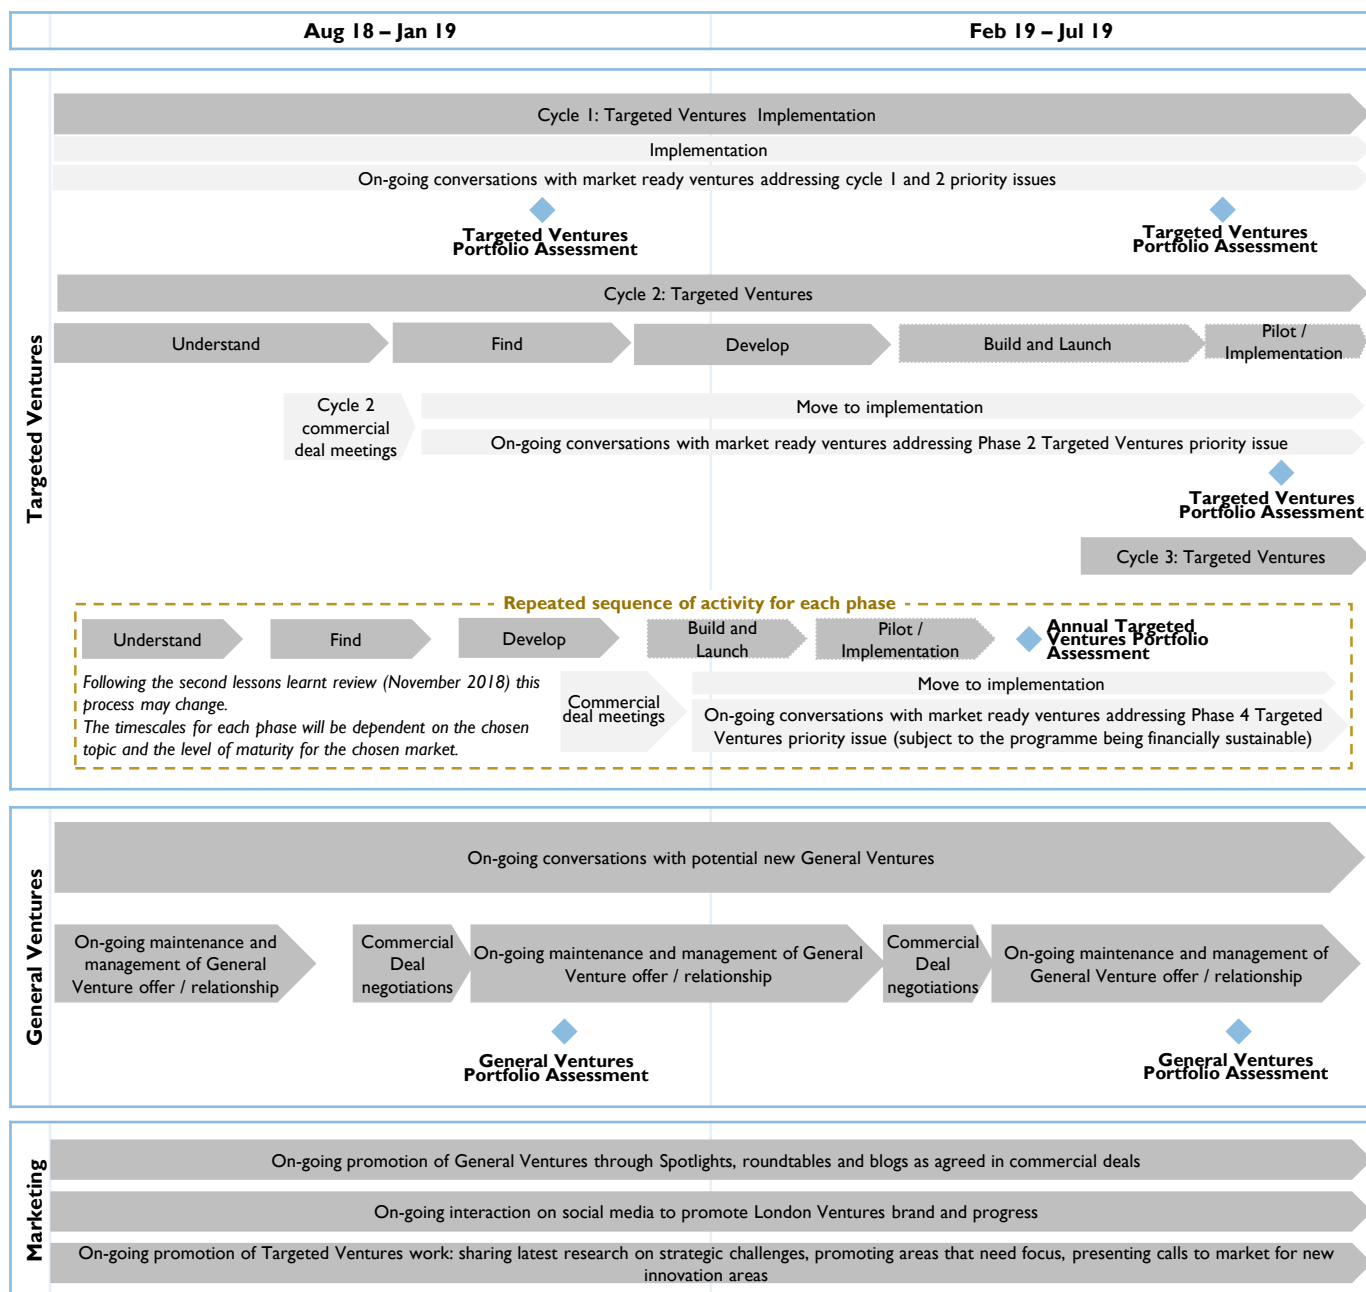 Aug 18 – Jan 19
Feb 19 – Jul 19
Targeted Ventures
Cycle 1: Targeted Ventures Implementation
Implementation
On-going conversations with market ready ventures addressing cycle 1 and 2 priority issues
Targeted Ventures
Portfolio Assessment
Targeted Ventures
Portfolio Assessment
Cycle 2: Targeted Ventures
Understand
Find
Develop
Build and Launch
Pilot /
Implementation
Cycle 2
commercial
deal meetings
Move to implementation
On-going conversations with market ready ventures addressing Phase 2 Targeted Ventures priority issue
Targeted Ventures
Portfolio Assessment
Cycle 3: Targeted Ventures
Repeated sequence of activity for each phase
Understand
Find
Develop
Build and
Launch
Pilot /
Implementation
Annual Targeted
Ventures Portfolio
Assessment
Following the second lessons learnt review (November 2018) this
process may change.
The timescales for each phase will be dependent on the chosen
topic and the level of maturity for the chosen market.
Commercial
deal meetings
Move to implementation
On-going conversations with market ready ventures addressing Phase 4 Targeted
Ventures priority issue (subject to the programme being financially sustainable)
General Ventures
On-going conversations with potential new General Ventures
On-going maintenance and
management of General
Venture offer / relationship
Commercial
Deal
negotiations
On-going maintenance and management of General
Venture offer / relationship
Commercial
Deal
negotiations
On-going maintenance and management of
General Venture offer / relationship
General Ventures
Portfolio Assessment
General Ventures
Portfolio Assessment
Marketing
On-going promotion of General Ventures through Spotlights, roundtables and blogs as agreed in commercial deals
On-going interaction on social media to promote London Ventures brand and progress
On-going promotion of Targeted Ventures work: sharing latest research on strategic challenges, promoting areas that need focus, presenting calls to market for new
innovation areas